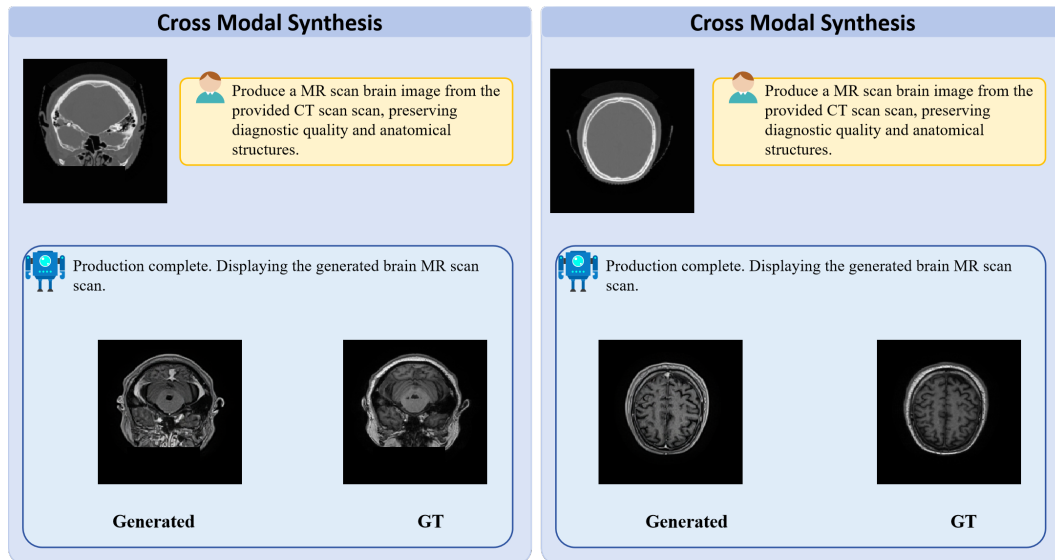 Cross Modal Synthesis
Produce a MR scan brain image from the
provided CT scan scan, preserving
diagnostic quality and anatomical
structures.
Production complete. Displaying the generated brain MR scan
scan.
Generated
GT
Cross Modal Synthesis
Produce a MR scan brain image from the
provided CT scan scan, preserving
diagnostic quality and anatomical
structures.
Production complete. Displaying the generated brain MR scan
scan.
Generated
GT